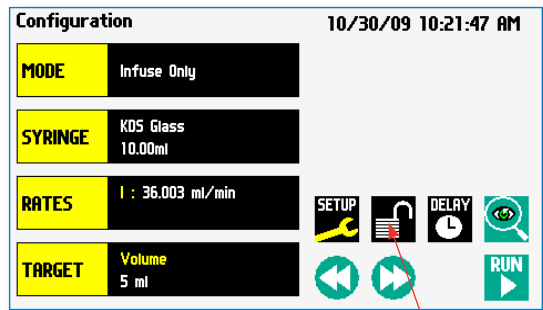 Configuration
10/30/09 10:21:47 AM
MODE
Infuse Only
SYRINGE
KDS Glass
10.00ml
RATES
I : 36.003 ml/min
TARGET
Volume
5 ml
SETUP
DELAY
RUN